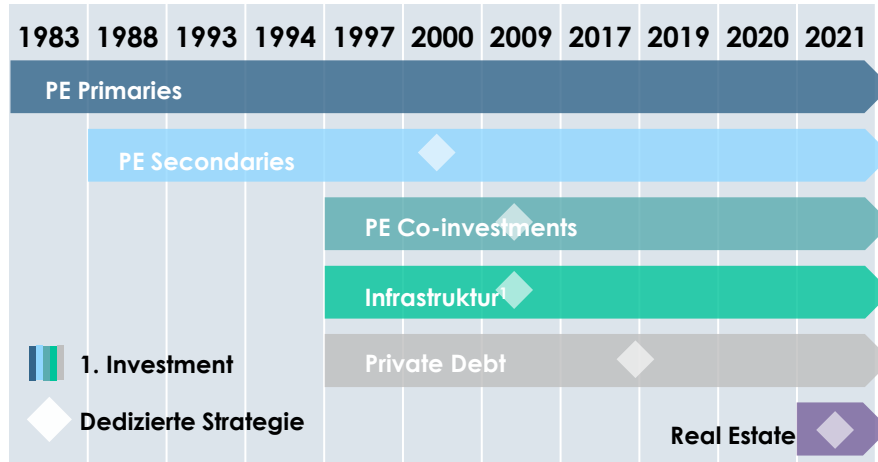 1983 1988 1993 1994 1997 2000 2009 2017 2019 2020 2021
PE Primaries
PE Secondaries
PE Co-investments
Infrastruktur¹
1. Investment
Private Debt
Dedizierte Strategie
Real Estate